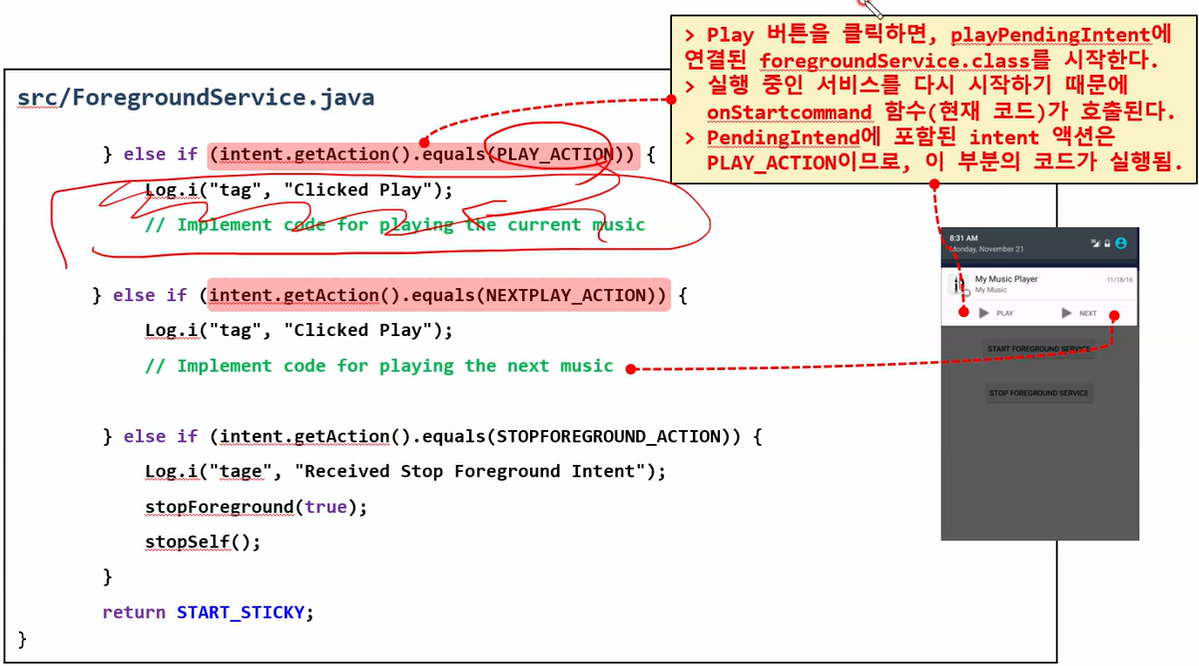 > Play 버튼을 클릭하면, playPendingIntent에
연결된 foregroundService.class를 시작한다.
> 실행 중인 서비스를 다시 시작하기 때문에
onStartcommand 함수(현재 코드)가 호출된다.
> PendingIntend에 포함된 intent 액션은
PLAY_ACTION이므로, 이 부분의 코드가 실행됨.
src/ForegroundService.java
} else if (intent.getAction().equals(PLAY_ACTION)) {
Log.i("tag", "Clicked Play");
// Implement code for playing the current music
} else if (intent.getAction().equals(NEXTPLAY_ACTION)) {
Log.i("tag", "Clicked Play");
// Implement code for playing the next music
} else if (intent.getAction().equals(STOPFOREGROUND_ACTION)) {
Log.i("tage", "Received Stop Foreground Intent");
stopForeground(true);
stopSelf();
}
return START_STICKY;
}
8:31 AM
Monday, November 21
My Music Player 11/18/16
My Music
PLAY NEXT
START FOREGROUND SERVICE
STOP FOREGROUND SERVICE